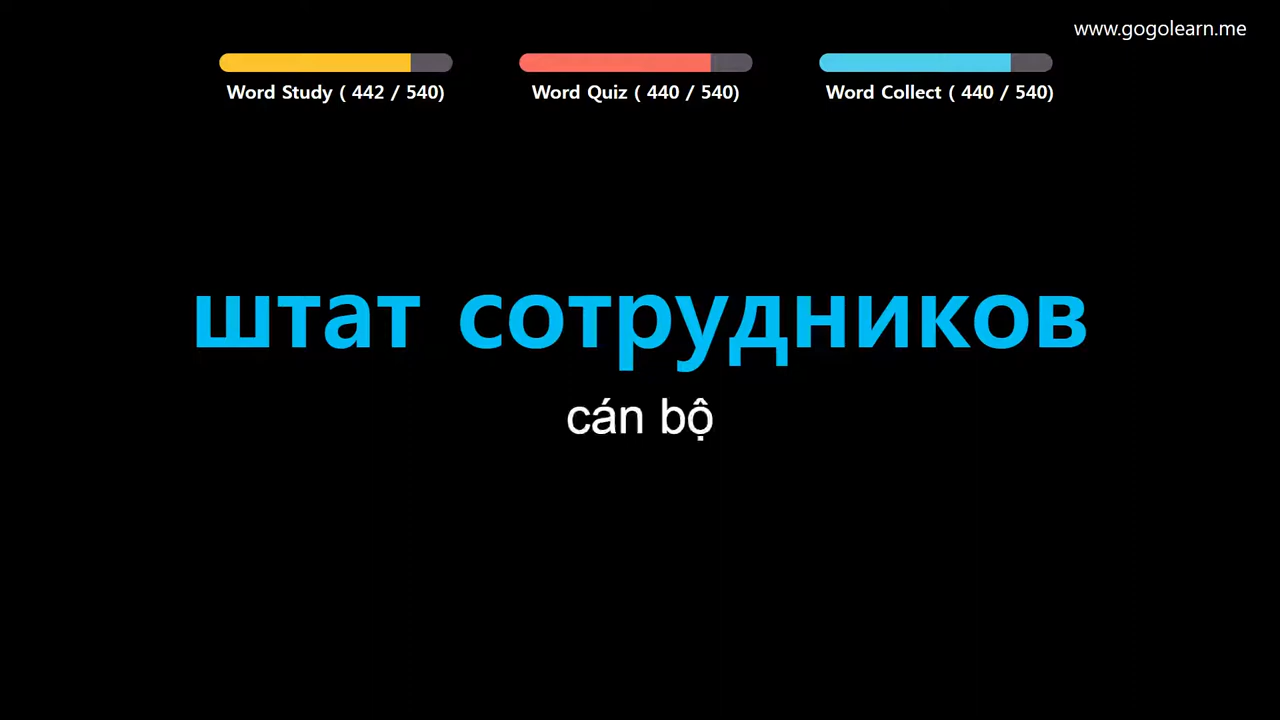 www.gogolearn.me
Word Study ( 442 / 540)
Word Quiz ( 440 / 540)
Word Collect ( 440 / 540)
штат сотрудников
cán bộ